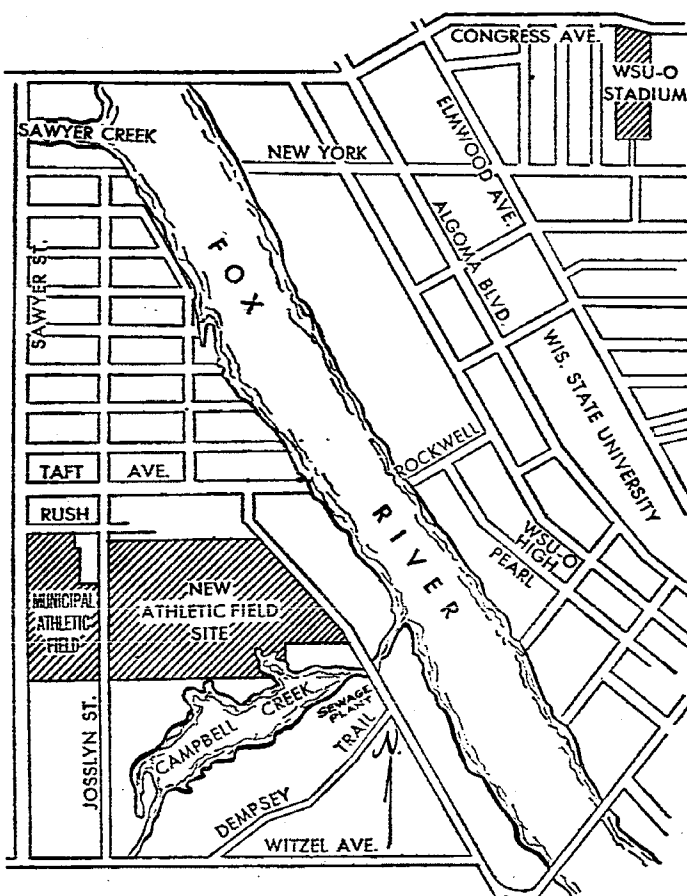 CONGRESS AVE.
WSU-O
STADIUM
SAWYER CREEK
NEW YORK
ELMWOOD AVE.
ALGOMA BLVD.
FOX
SAWYER ST.
WIS. STATE UNIVERSITY
ROCKWELL
TAFT AVE.
RUSH
RIVER
WSU-O
HIGH
PEARL
MUNICIPAL
ATHLETIC
FIELD
NEW
ATHLETIC FIELD
SITE
CAMPBELL CREEK
SEWAGE
PLANT
JOSSLYN ST.
DEMPSEY TRAIL
N.
WITZEL AVE.